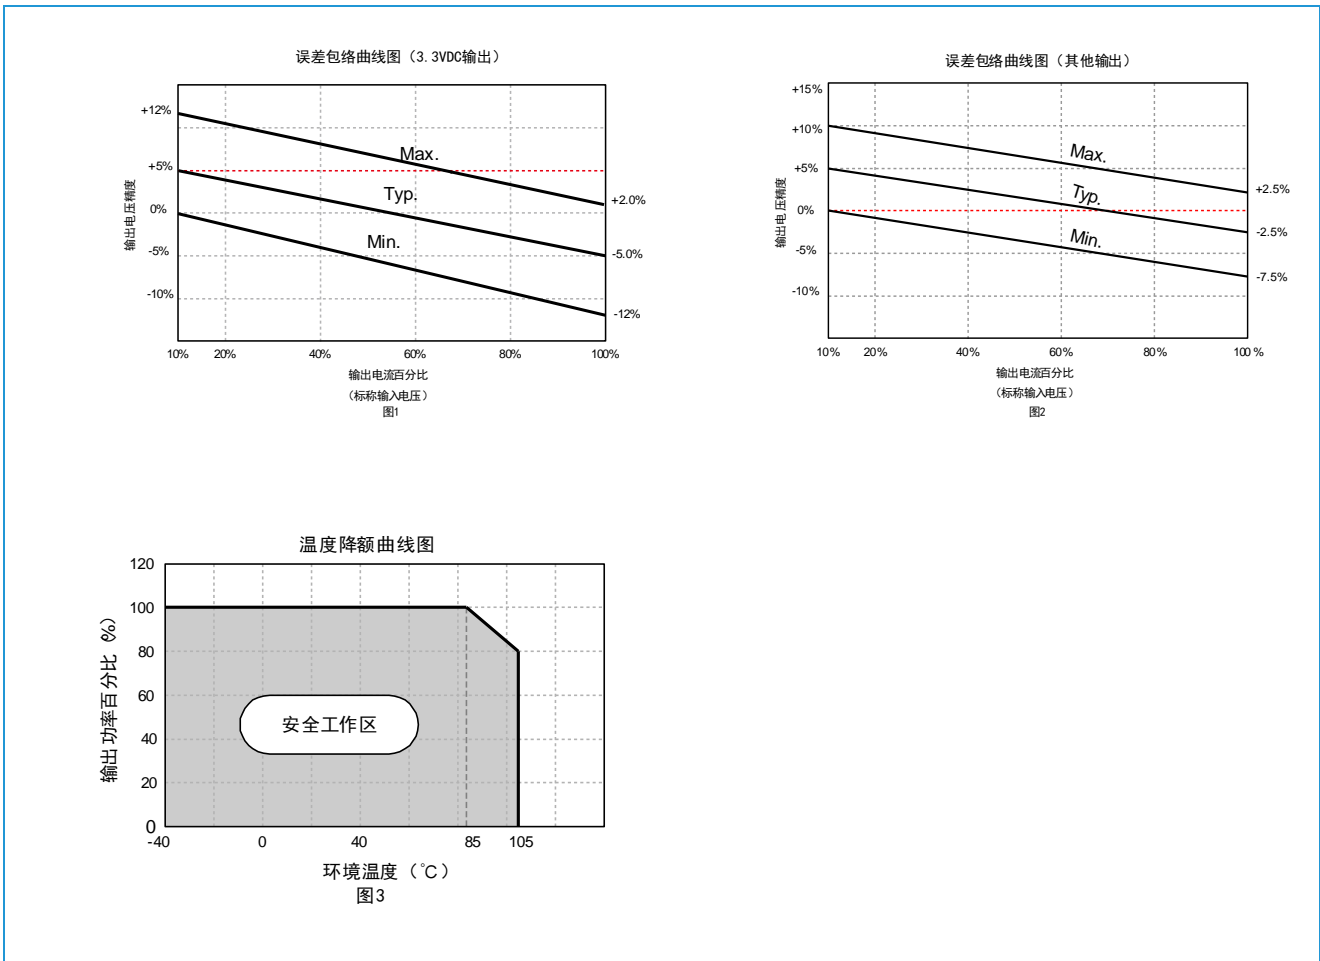 误差包络曲线图（3.3VDC输出）
+12%
+5%
0%
-5%
-10%
输出电压精度
Max.
Typ.
Min.
+2.0%
-5.0%
-12%
10% 20% 40% 60% 80% 100%
输出电流百分比
（标称输入电压）
图1
误差包络曲线图（其他输出）
+15%
+10%
+5%
0%
-5%
-10%
输出电压精度
Max.
Typ.
Min.
+2.5%
-2.5%
-7.5%
10% 20% 40% 60% 80% 100%
输出电流百分比
（标称输入电压）
图2
温度降额曲线图
120
100
80
60
40
20
0
输出功率百分比（%）
安全工作区
-40 0 40 85 105
环境温度（℃）
图3